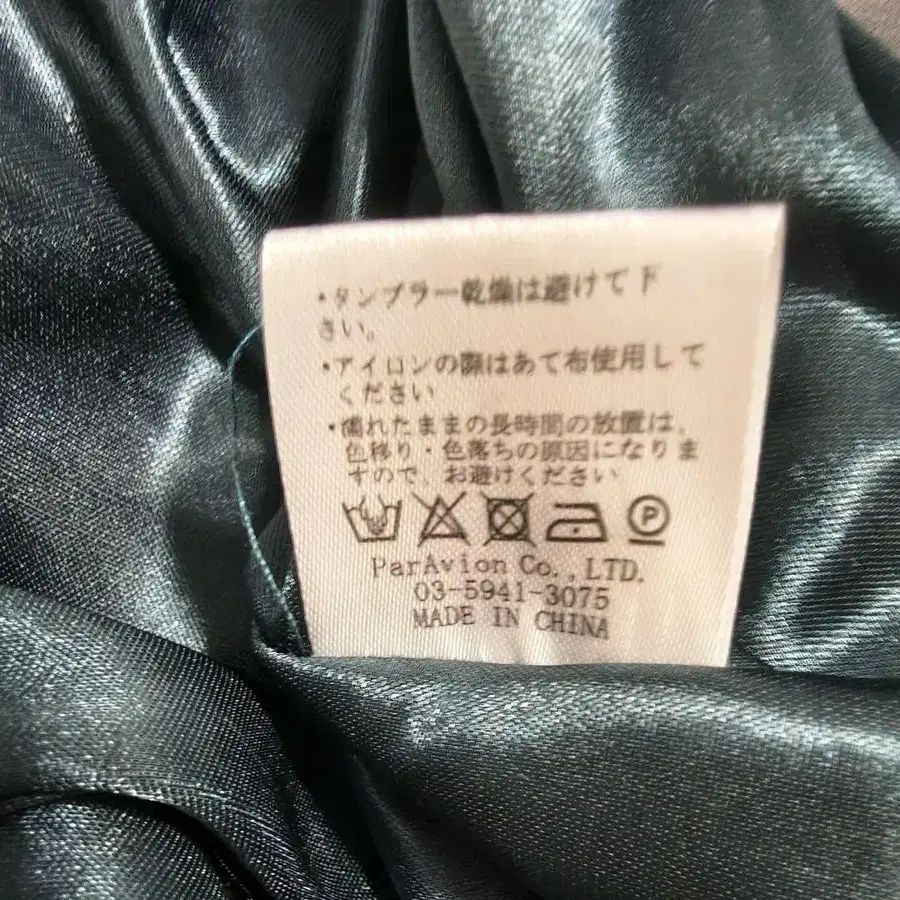 ・タンブラー乾燥は避けて下
さい。
・アイロンの際はあて布使用して
ください
・濡れたままの長時間の放置は、
色移り・色落ちの原因になりま
すので、お避けください
P
ParAvion Co.,LTD.
03-5941-3075
MADE IN CHINA